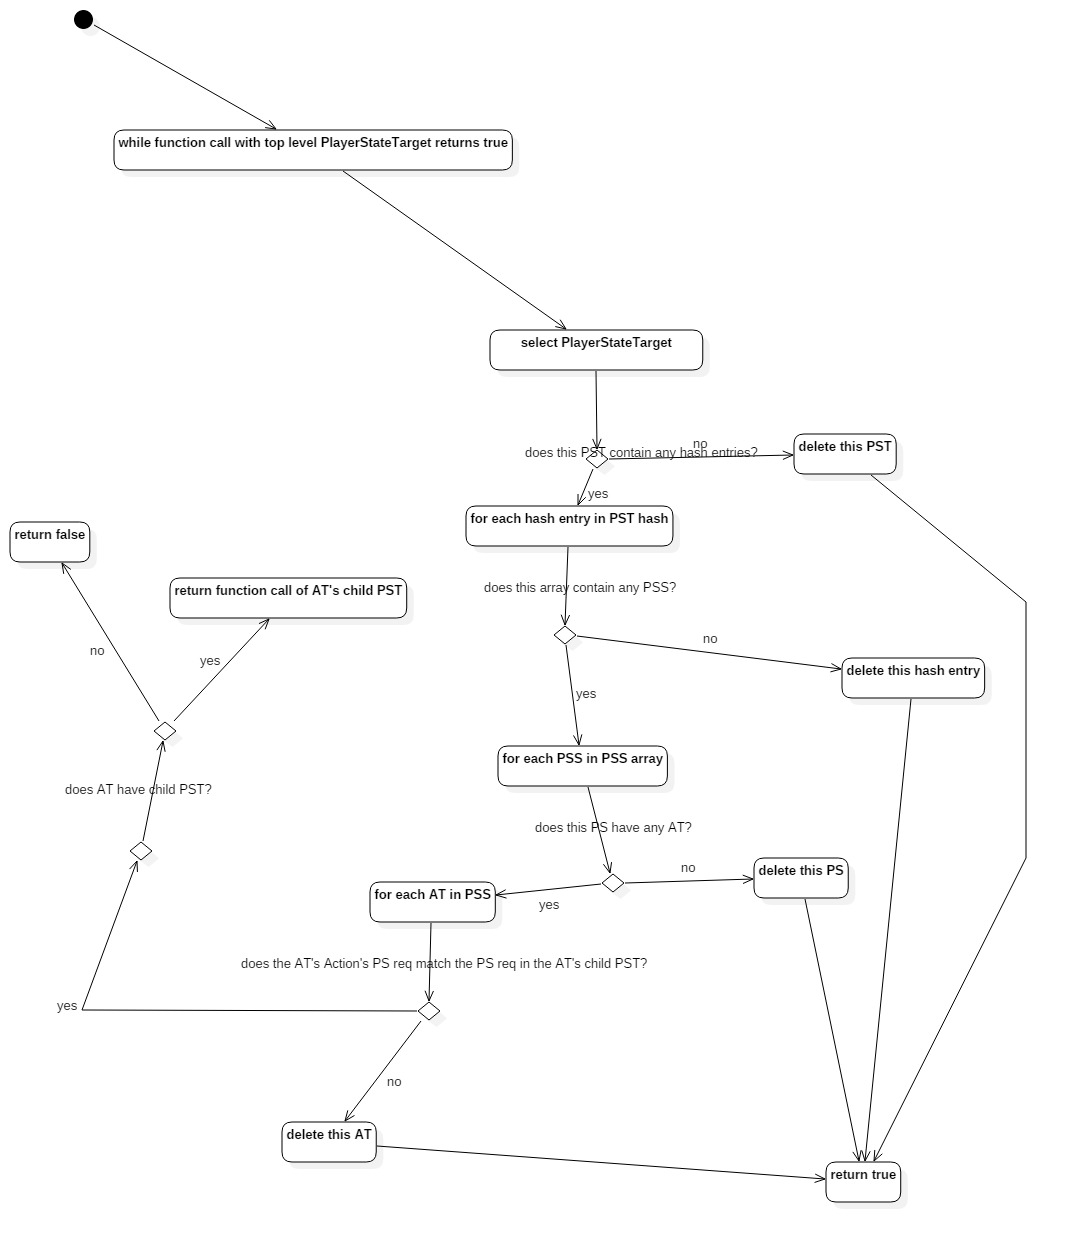 while function call with top level PlayerStateTarget returns true
select PlayerStateTarget
no
does this PST contain any hash entries?
delete this PST
yes
for each hash entry in PST hash
return false
does this array contain any PSS?
return function call of AT's child PST
no
no
yes
delete this hash entry
yes
for each PSS in PSS array
does AT have child PST?
does this PS have any AT?
no
delete this PS
for each AT in PSS
yes
does the AT's Action's PS req match the PS req in the AT's child PST?
yes
no
delete this AT
return true